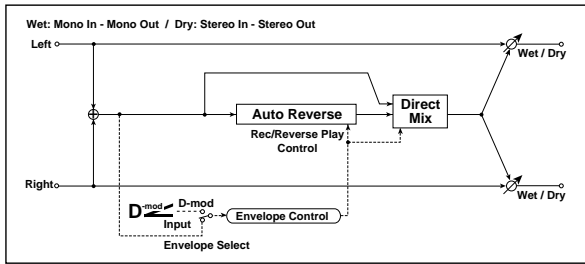 Wet: Mono In - Mono Out / Dry: Stereo In - Stereo Out
Left
Wet / Dry
Auto Reverse
Direct
Mix
Rec/Reverse Play
Control
Right
Wet / Dry
D-mod D-mod
Input
Envelope Control
Envelope Select